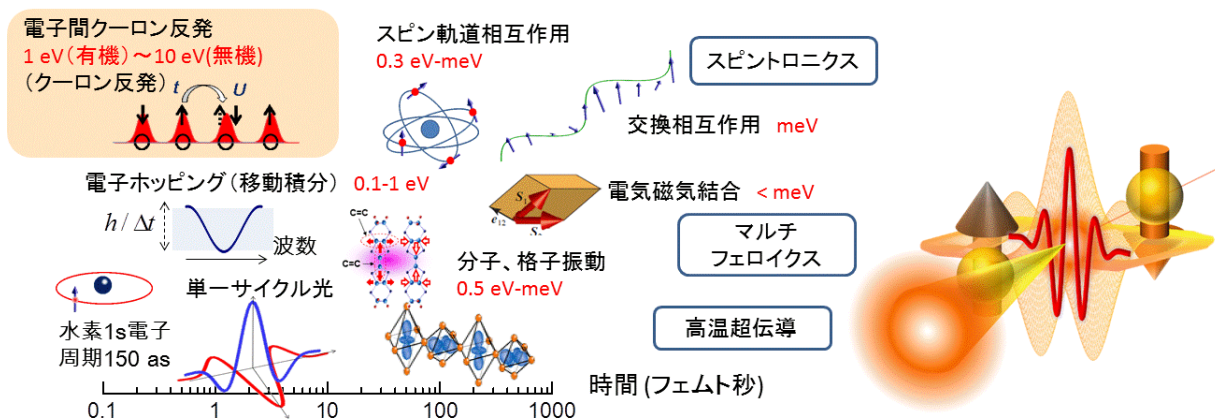 電子間クーロン反発
1 eV(有機)～10 eV(無機)
(クーロン反発)
t
U
スピン軌道相互作用
0.3 eV-meV
スピントロニクス
交換相互作用 meV
電子ホッピング(移動積分) 0.1-1 eV
h / Δt
波数
C=C
C=C
S1
e12
電気磁気結合 < meV
マルチ
フェロイクス
分子、格子振動
0.5 eV-meV
単一サイクル光
水素1s電子
周期150 as
高温超伝導
時間 (フェムト秒)
0.1 1 10 100 1000